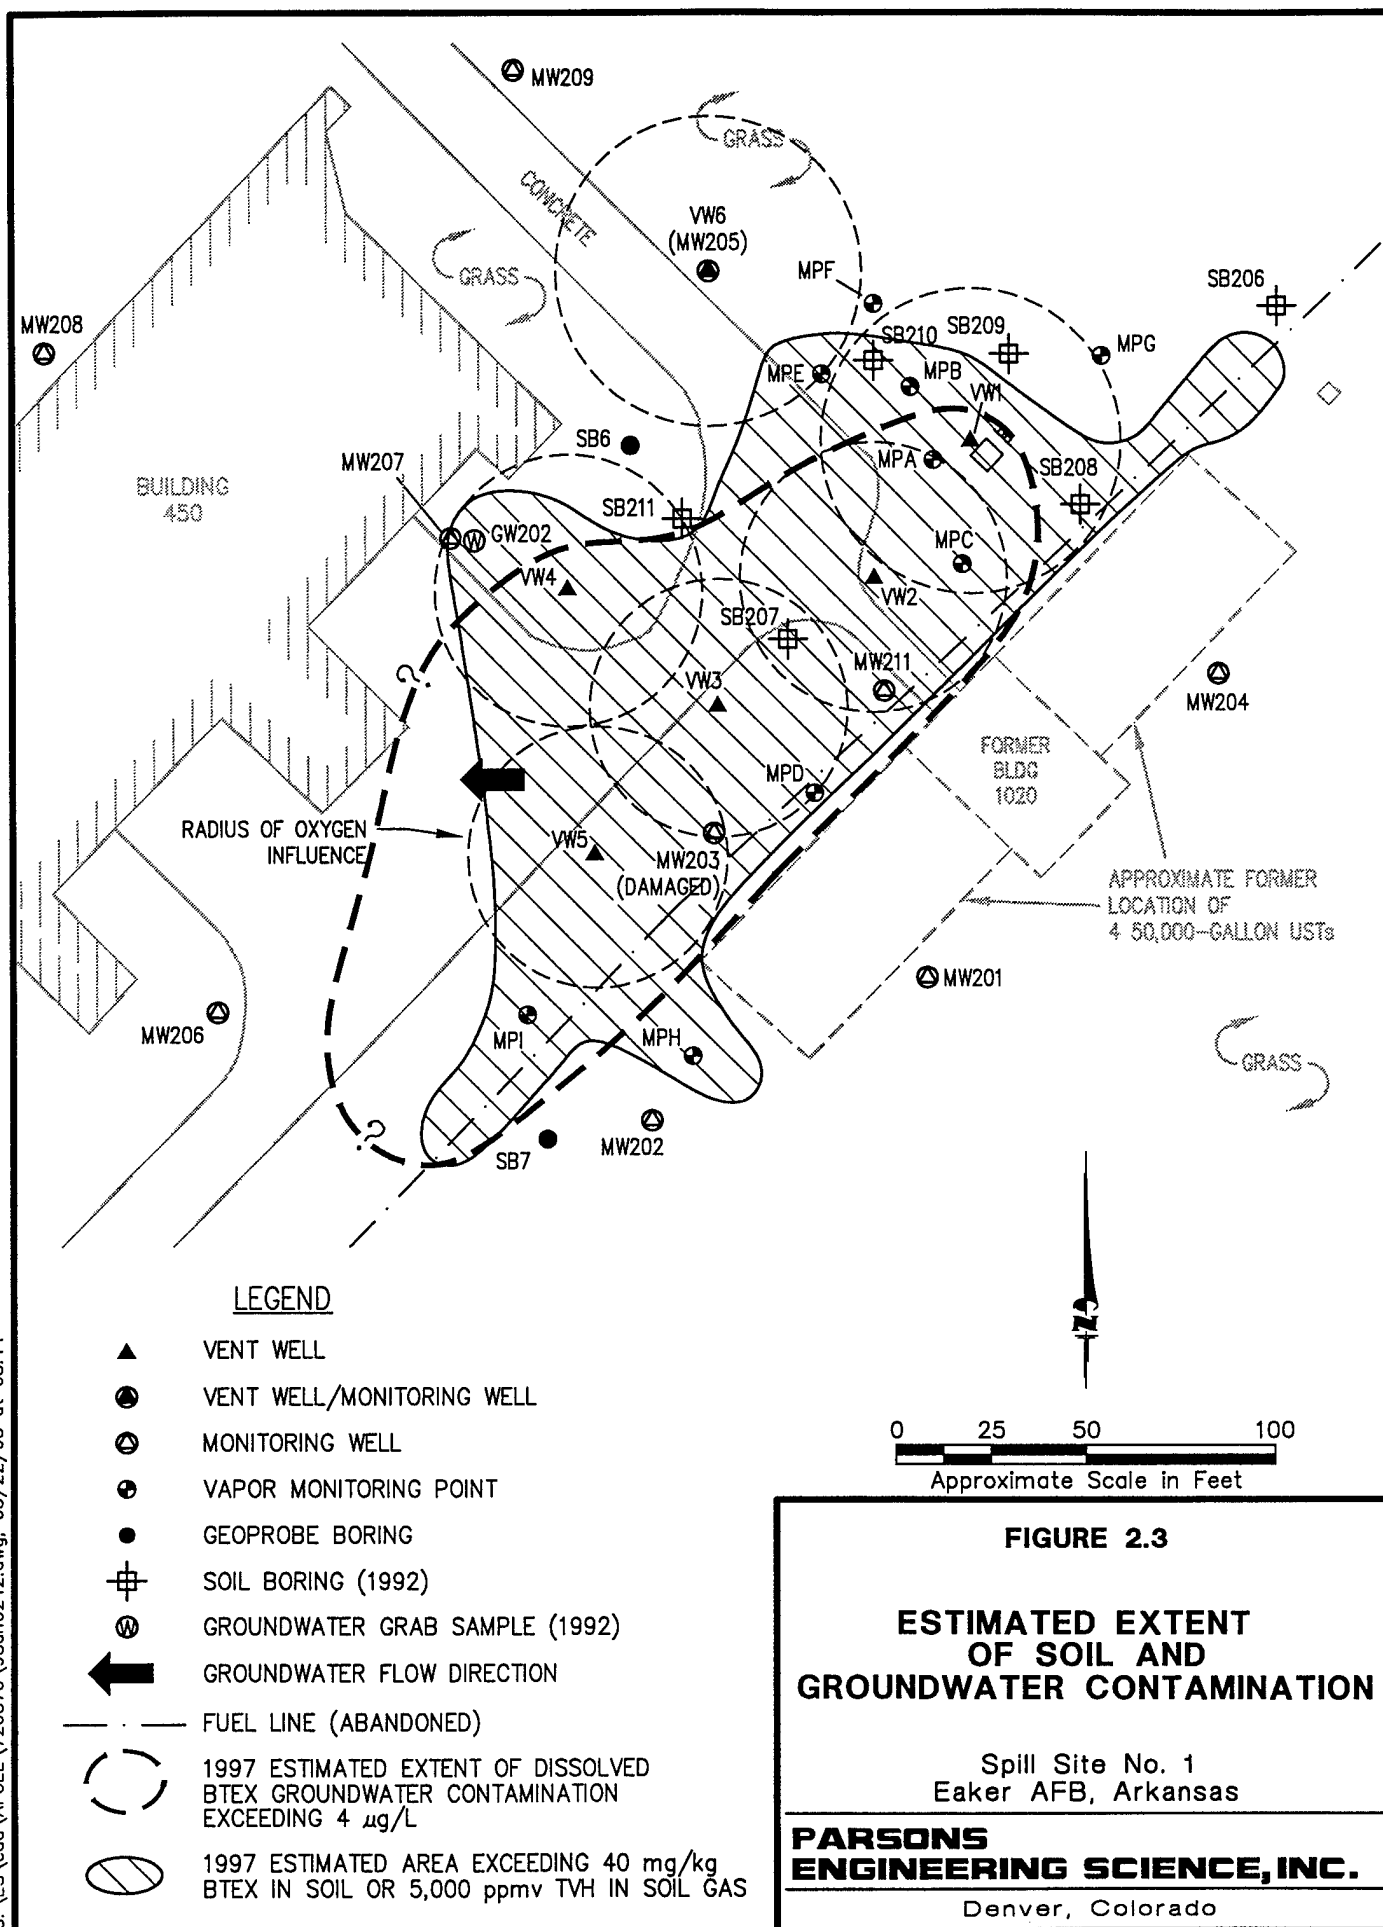 MW209
GRASS
CONCRETE
VW6
(MW205)
MPF
GRASS
SB206
MW208
SB210
SB209
MPG
MPE
MPB
VW1
SB6
MW207
MPA
SB208
BUILDING
450
SB211
GW202
MPC
VW4
VW2
SB207
?
MW211
VW3
MW204
FORMER
BLDG
1020
MPD
RADIUS OF OXYGEN
INFLUENCE
VW5
MW203
(DAMAGED)
APPROXIMATE FORMER
LOCATION OF
4 50,000-GALLON USTs
MW201
MW206
MPI
MPH
GRASS
?
SB7
MW202
N
LEGEND
VENT WELL
VENT WELL/MONITORING WELL
MONITORING WELL
VAPOR MONITORING POINT
GEOPROBE BORING
SOIL BORING (1992)
W GROUNDWATER GRAB SAMPLE (1992)
GROUNDWATER FLOW DIRECTION
FUEL LINE (ABANDONED)
1997 ESTIMATED EXTENT OF DISSOLVED
BTEX GROUNDWATER CONTAMINATION
EXCEEDING 4 µg/L
1997 ESTIMATED AREA EXCEEDING 40 mg/kg
BTEX IN SOIL OR 5,000 ppmv TVH IN SOIL GAS
0 25 50 100
Approximate Scale in Feet
FIGURE 2.3
ESTIMATED EXTENT
OF SOIL AND
GROUNDWATER CONTAMINATION
Spill Site No. 1
Eaker AFB, Arkansas
PARSONS
ENGINEERING SCIENCE, INC.
Denver, Colorado